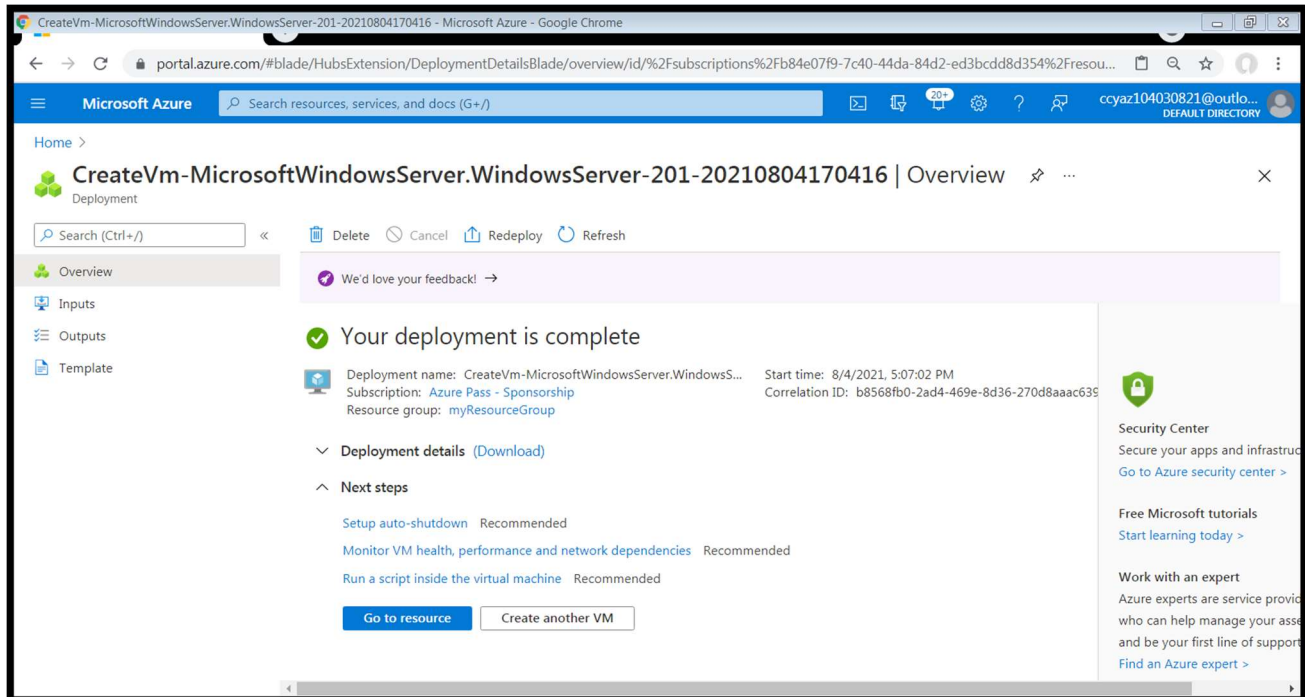 CreateVm-MicrosoftWindowsServer.WindowsServer-201-20210804170416 - Microsoft Azure - Google Chrome
portal.azure.com/#blade/HubsExtension/DeploymentDetailsBlade/overview/id/%2Fsubscriptions%2Fb84e07f9-7c40-44da-84d2-ed3bcdd8d354%2Fresou...
Microsoft Azure
Search resources, services, and docs (G+/)
20+
ccyaz104030821@outlo...
DEFAULT DIRECTORY
Home >
CreateVm-MicrosoftWindowsServer.WindowsServer-201-20210804170416 | Overview
Deployment
Search (Ctrl+/)
«
Delete Cancel Redeploy Refresh
Overview
Inputs
Outputs
Template
We'd love your feedback! →
Your deployment is complete
Deployment name: CreateVm-MicrosoftWindowsServer.WindowsS...
Subscription: Azure Pass - Sponsorship
Resource group: myResourceGroup
Start time: 8/4/2021, 5:07:02 PM
Correlation ID: b8568fb0-2ad4-469e-8d36-270d8aaac639
Deployment details (Download)
Next steps
Setup auto-shutdown Recommended
Monitor VM health, performance and network dependencies Recommended
Run a script inside the virtual machine Recommended
Go to resource Create another VM
Security Center
Secure your apps and infrastruc
Go to Azure security center >
Free Microsoft tutorials
Start learning today >
Work with an expert
Azure experts are service provid
who can help manage your asse
and be your first line of support
Find an Azure expert >